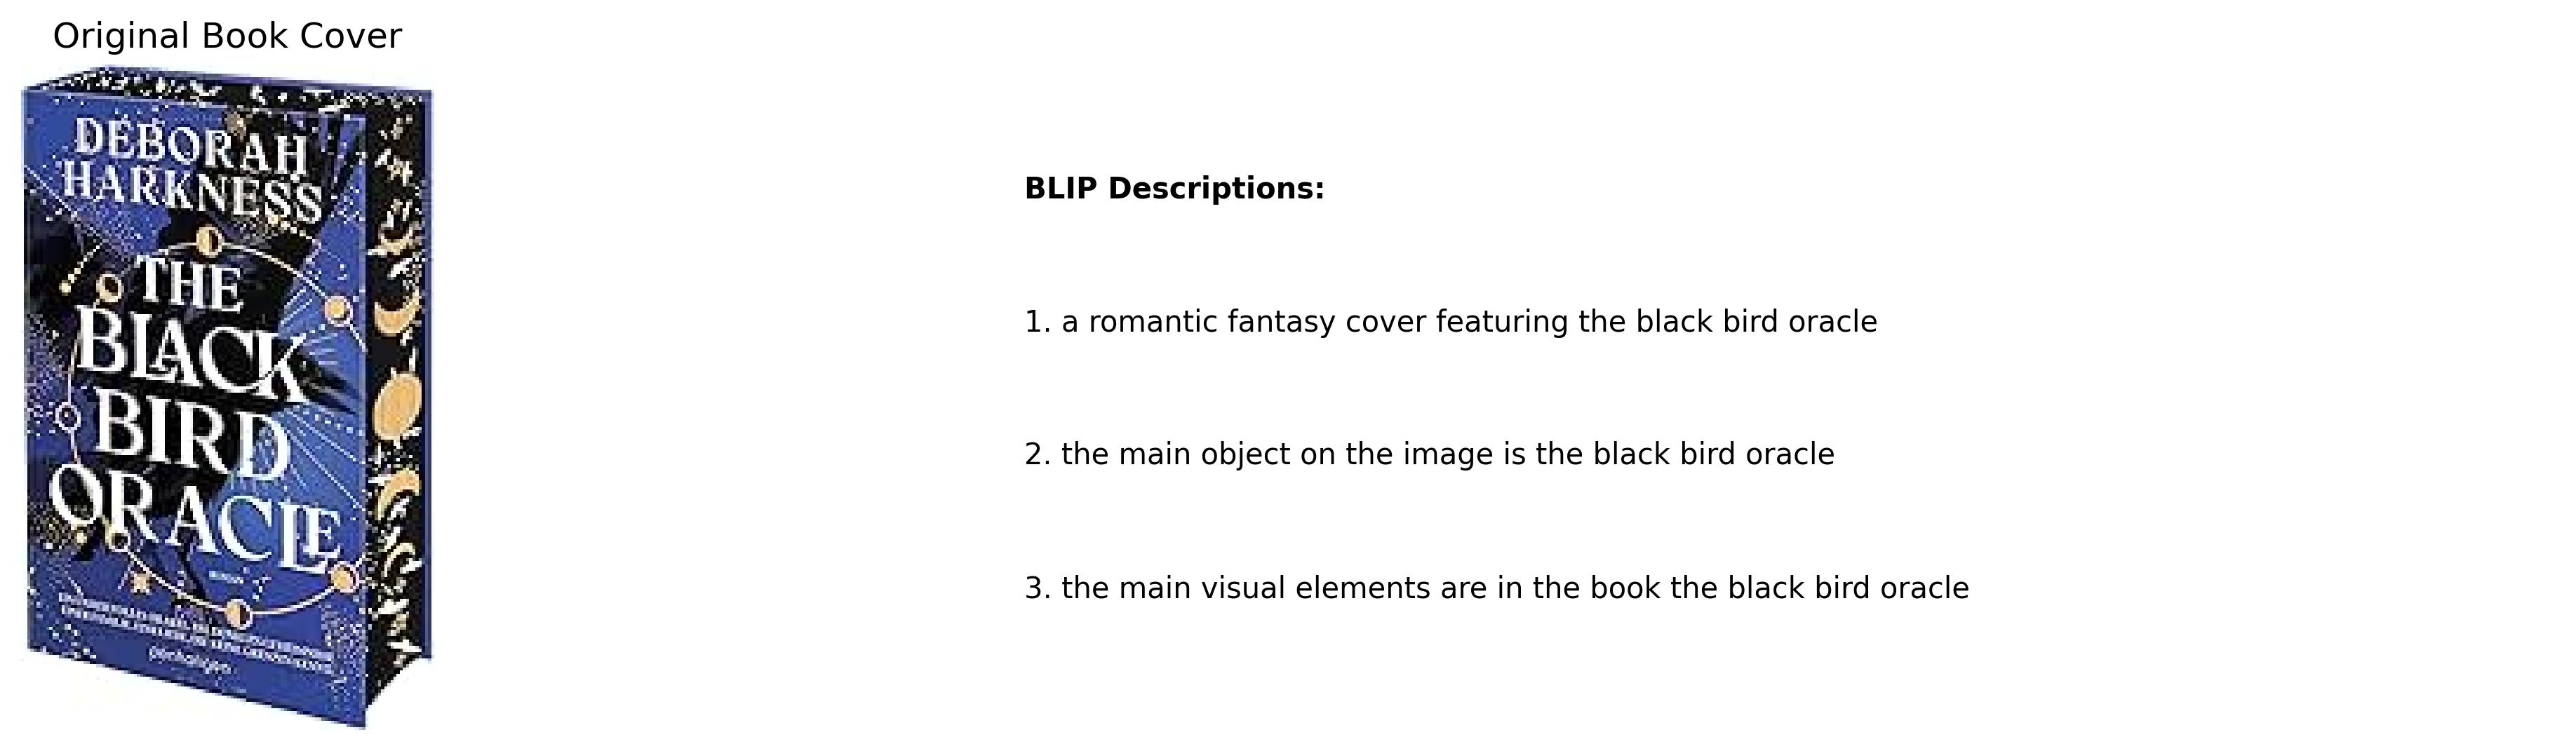 Original Book Cover
DEBORAH
HARKNESS
THE
BLACK
BIRD
ORACLE
ROMAN
penhaligon
BLIP Descriptions:
1. a romantic fantasy cover featuring the black bird oracle
2. the main object on the image is the black bird oracle
3. the main visual elements are in the book the black bird oracle